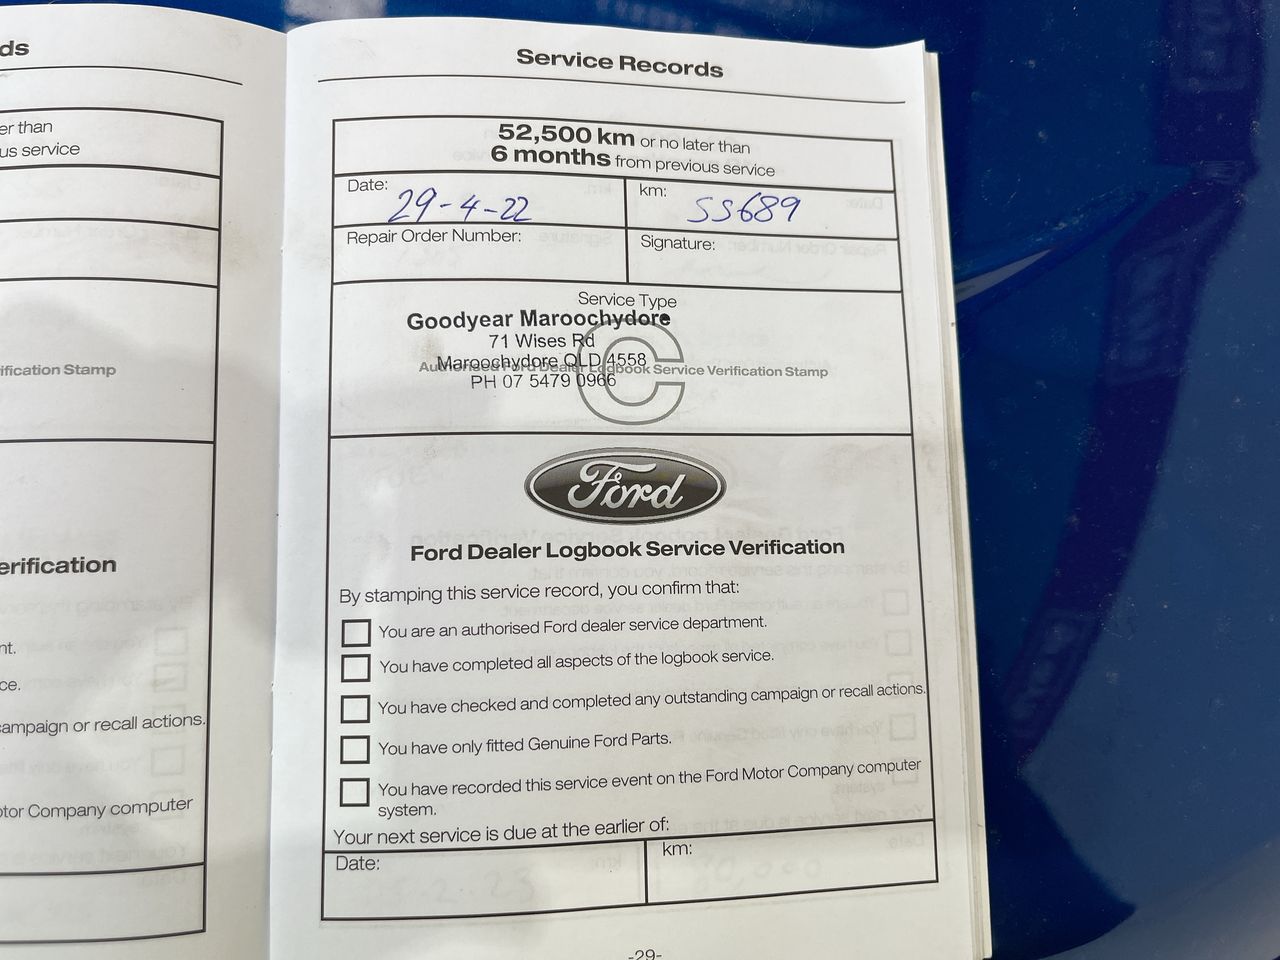 ds
er than
us service
ification Stamp
erification
nt.
ce.
ampaign or recall actions.
otor Company computer
Service Records
52,500 km or no later than
6 months from previous service
Date: 29-4-22
km: 55689
Repair Order Number:
Signature:
Service Type
Goodyear Maroochydore
71 Wises Rd
Maroochydore QLD 4558
Authorised Ford Dealer Logbook Service Verification Stamp
PH 07 5479 0966
C
Ford
Ford Dealer Logbook Service Verification
By stamping this service record, you confirm that:
You are an authorised Ford dealer service department.
You have completed all aspects of the logbook service.
You have checked and completed any outstanding campaign or recall actions.
You have only fitted Genuine Ford Parts.
You have recorded this service event on the Ford Motor Company computer
system.
Your next service is due at the earlier of:
Date:
km:
-29-